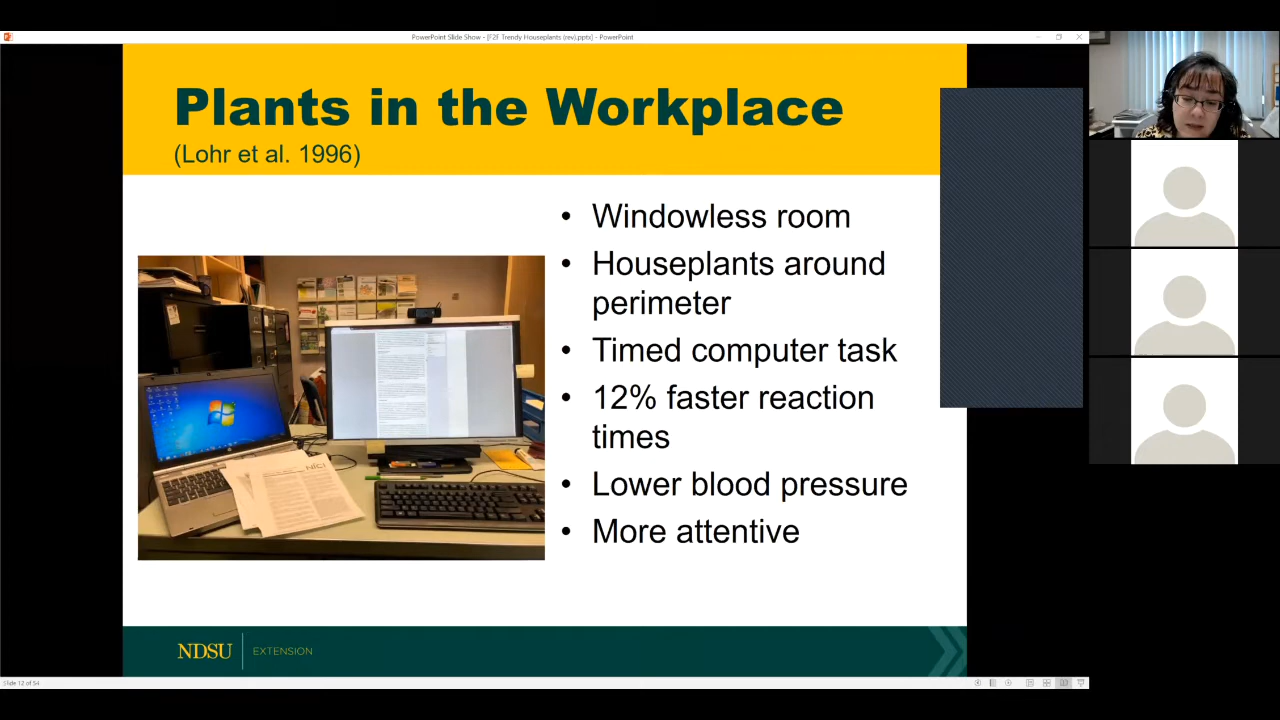 PowerPoint Slide Show - [F2F Trendy Houseplants (rev).pptx] - PowerPoint
Plants in the Workplace
(Lohr et al. 1996)
• Windowless room
• Houseplants around
perimeter
• Timed computer task
• 12% faster reaction
times
• Lower blood pressure
• More attentive
NDSU EXTENSION
Slide 12 of 54